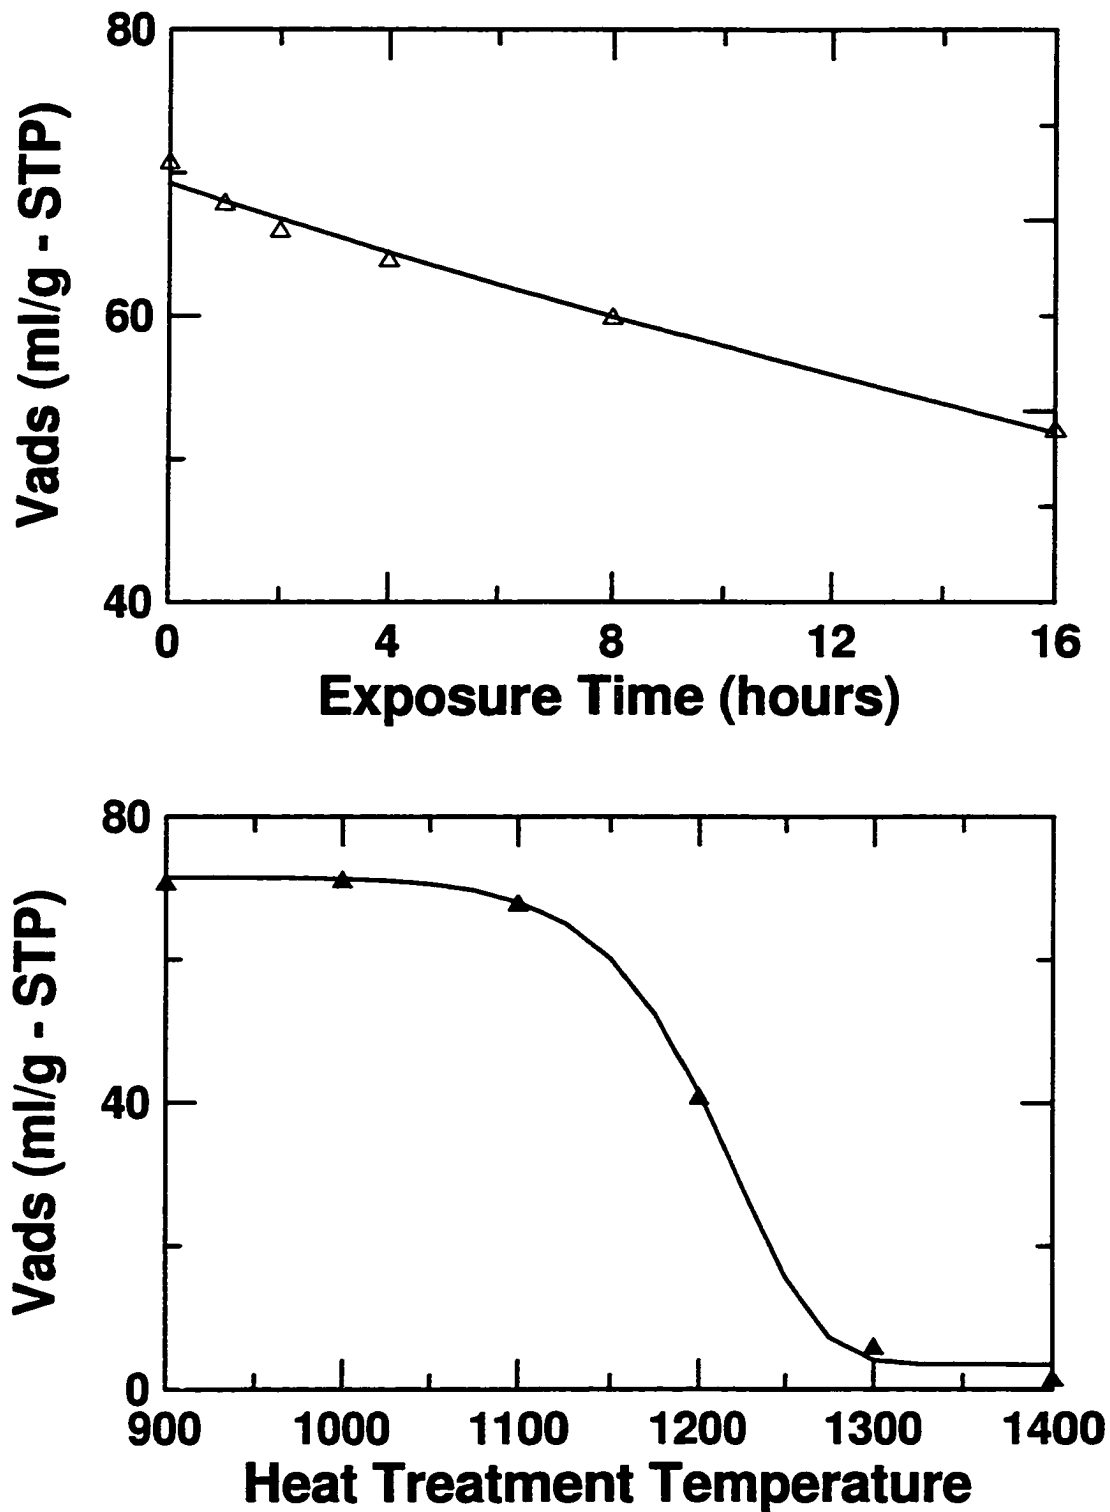 80
60
40
Vads (ml/g - STP)
0 4 8 12 16
Exposure Time (hours)
80
40
0
Vads (ml/g - STP)
900 1000 1100 1200 1300 1400
Heat Treatment Temperature